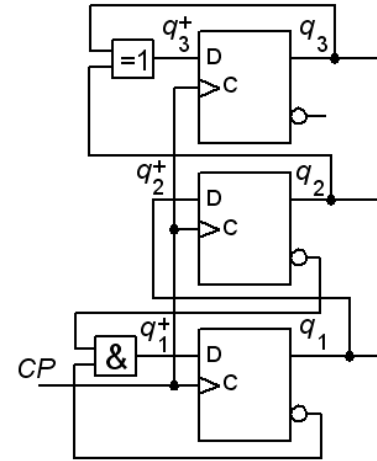 q₃⁺ q₃
=1 D
C
q₂⁺ q₂
D
C
q₁⁺ q₁
& D
CP C